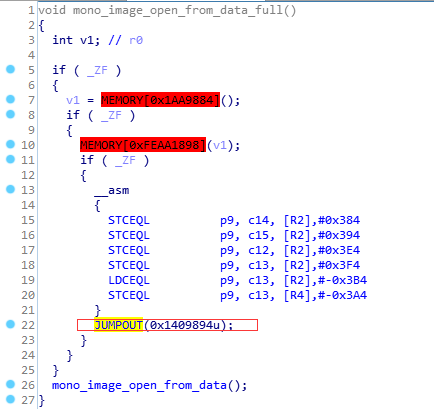 1 void mono_image_open_from_data_full()
2 {
3 int v1; // r0
4
5 if ( _ZF )
6 {
7 v1 = MEMORY[0x1AA9884]();
8 if ( _ZF )
9 {
10 MEMORY[0xFEAA1898](v1);
11 if ( _ZF )
12 {
13 __asm
14 {
15 STCEQL p9, c14, [R2],#0x384
16 STCEQL p9, c15, [R2],#0x394
17 STCEQL p9, c12, [R2],#0x3E4
18 STCEQL p9, c13, [R2],#0x3F4
19 LDCEQL p9, c13, [R2],#-0x3B4
20 STCEQL p9, c13, [R4],#-0x3A4
21 }
22 JUMPOUT(0x1409894u);
23 }
24 }
25 }
26 mono_image_open_from_data();
27 }